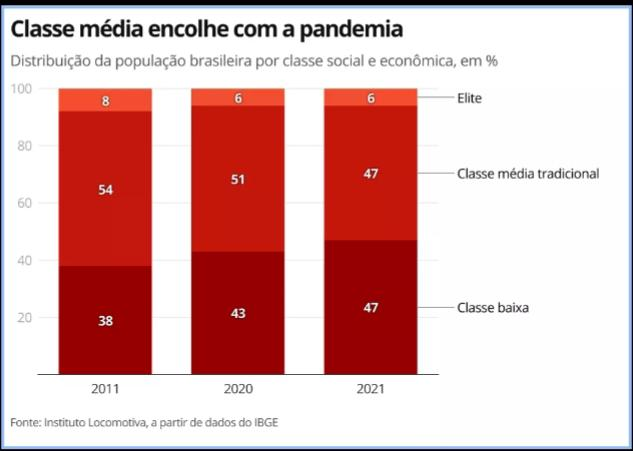 Classe média encolhe com a pandemia
Distribuição da população brasileira por classe social e econômica, em %
100
8
6
6
Elite
80
54
51
47
Classe média tradicional
60
40
38
43
47
Classe baixa
20
2011
2020
2021
Fonte: Instituto Locomotiva, a partir de dados do IBGE